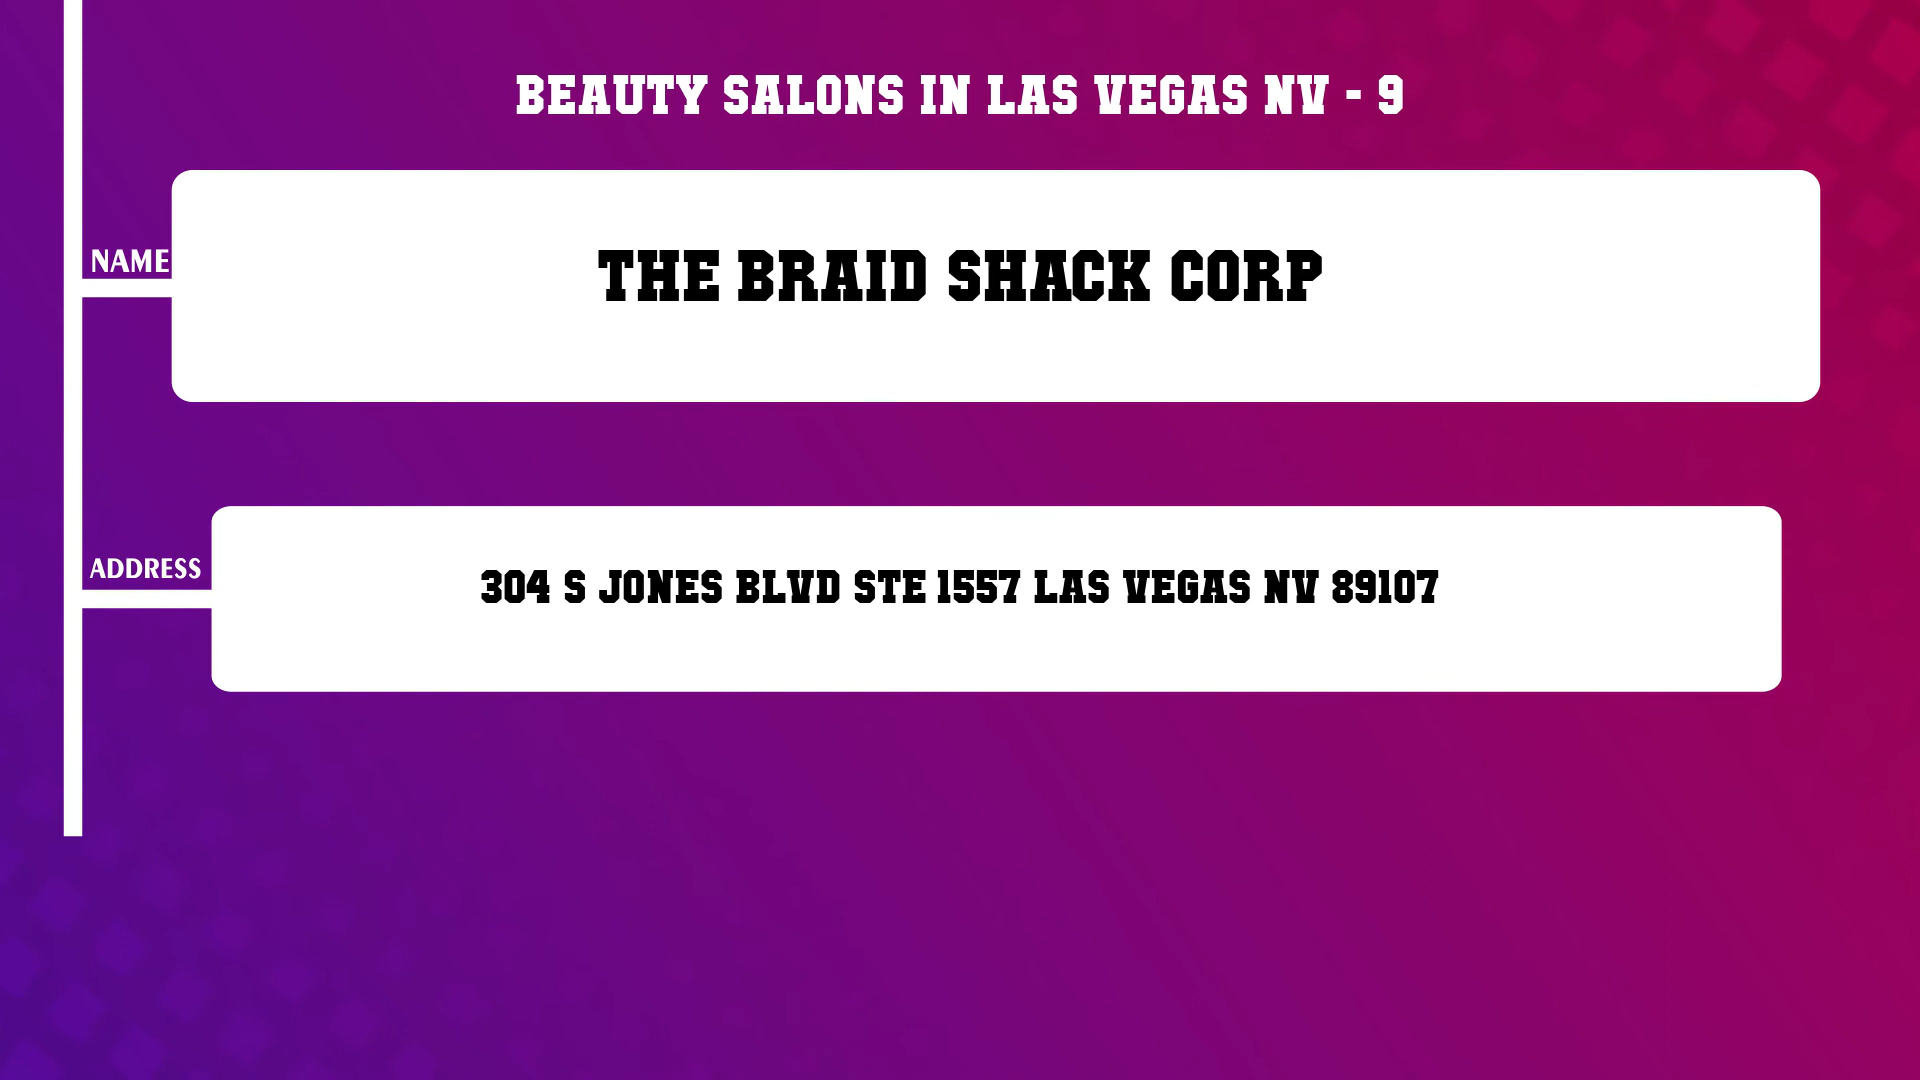 BEAUTY SALONS IN LAS VEGAS NV - 9
NAME
THE BRAID SHACK CORP
ADDRESS
304 S JONES BLVD STE 1557 LAS VEGAS NV 89107